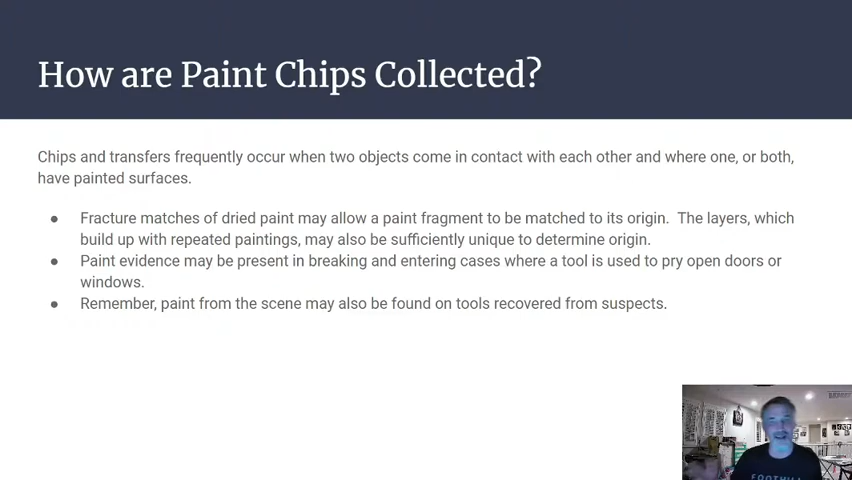 How are Paint Chips Collected?
Chips and transfers frequently occur when two objects come in contact with each other and where one, or both,
have painted surfaces.
● Fracture matches of dried paint may allow a paint fragment to be matched to its origin.  The layers, which
build up with repeated paintings, may also be sufficiently unique to determine origin.
● Paint evidence may be present in breaking and entering cases where a tool is used to pry open doors or
windows.
● Remember, paint from the scene may also be found on tools recovered from suspects.